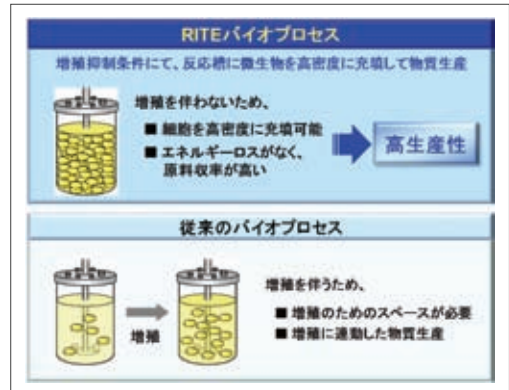 RITEバイオプロセス
増殖抑制条件にて、反応槽に微生物を高密度に充填して物質生産
増殖を伴わないため、
■ 細胞を高密度に充填可能
■ エネルギーロスがなく、
原料収率が高い
高生産性
従来のバイオプロセス
増殖
増殖を伴うため、
■ 増殖のためのスペースが必要
■ 増殖に連動した物質生産